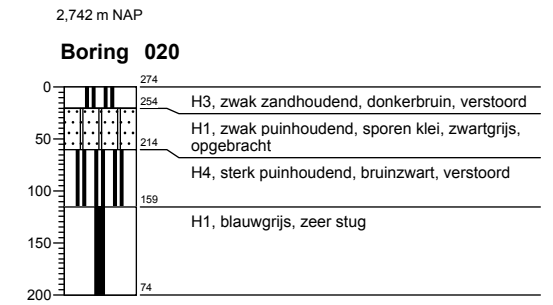 2,742 m NAP
Boring 020
0
274
254
H3, zwak zandhoudend, donkerbruin, verstoord
H1, zwak puinhoudend, sporen klei, zwartgrijs,
opgebracht
50
214
H4, sterk puinhoudend, bruinzwart, verstoord
100
159
H1, blauwgrijs, zeer stug
150
200
74